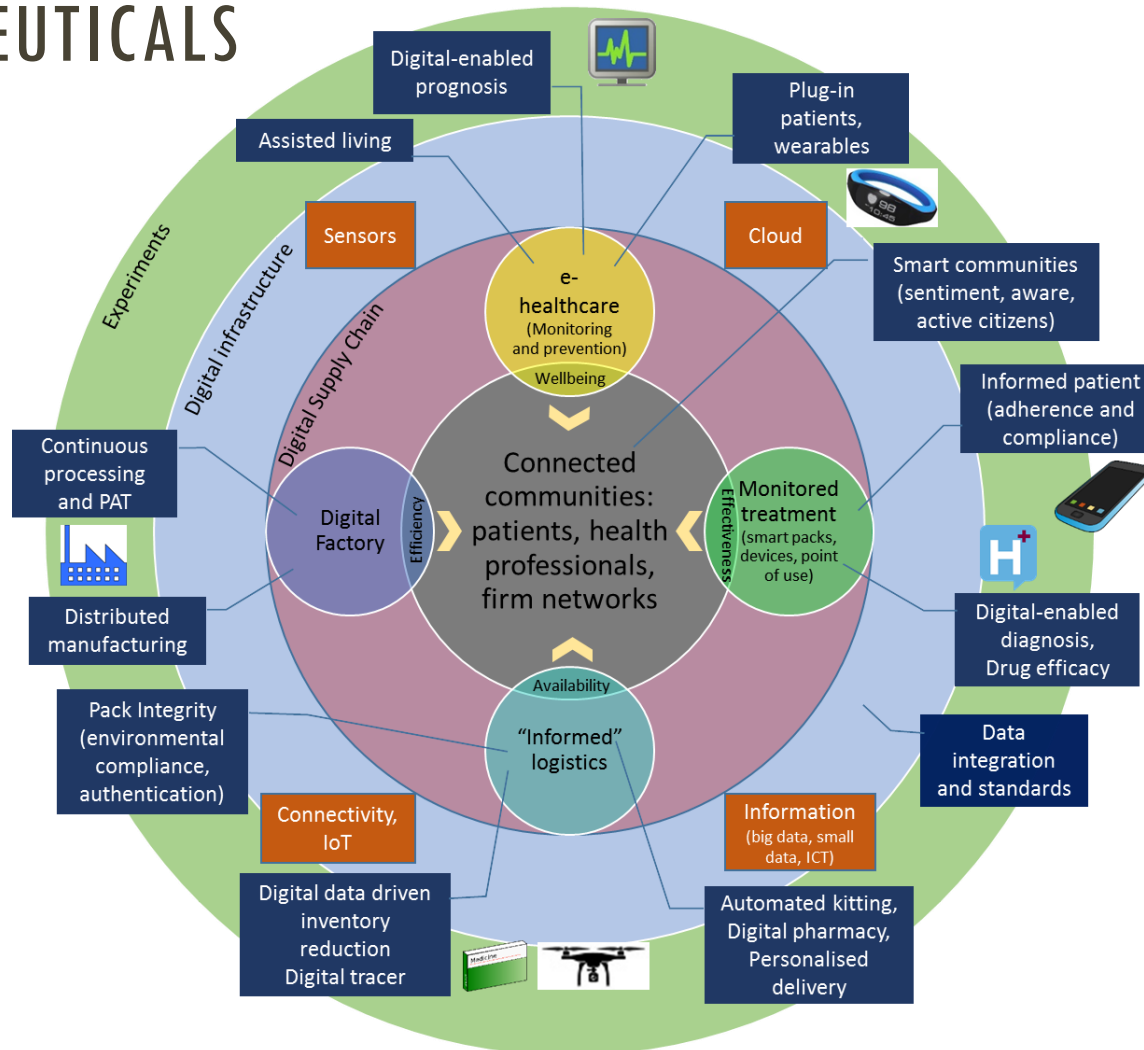 EUTICALS
Digital-enabled
prognosis
Plug-in
patients,
wearables
Assisted living
Sensors
Cloud
98
10:45
Experiments
Digital infrastructure
Digital Supply Chain
e-
healthcare
(Monitoring
and prevention)
Wellbeing
Smart communities
(sentiment, aware,
active citizens)
Informed patient
(adherence and
compliance)
Continuous
processing
and PAT
Digital
Factory
Efficiency
Connected
communities:
patients, health
professionals,
firm networks
Effectiveness
Monitored
treatment
(smart packs,
devices, point
of use)
H+
Distributed
manufacturing
Digital-enabled
diagnosis,
Drug efficacy
Availability
"Informed"
logistics
Pack Integrity
(environmental
compliance,
authentication)
Data
integration
and standards
Connectivity,
IoT
Information
(big data, small
data, ICT)
Digital data driven
inventory
reduction
Digital tracer
Medicine
Automated kitting,
Digital pharmacy,
Personalised
delivery